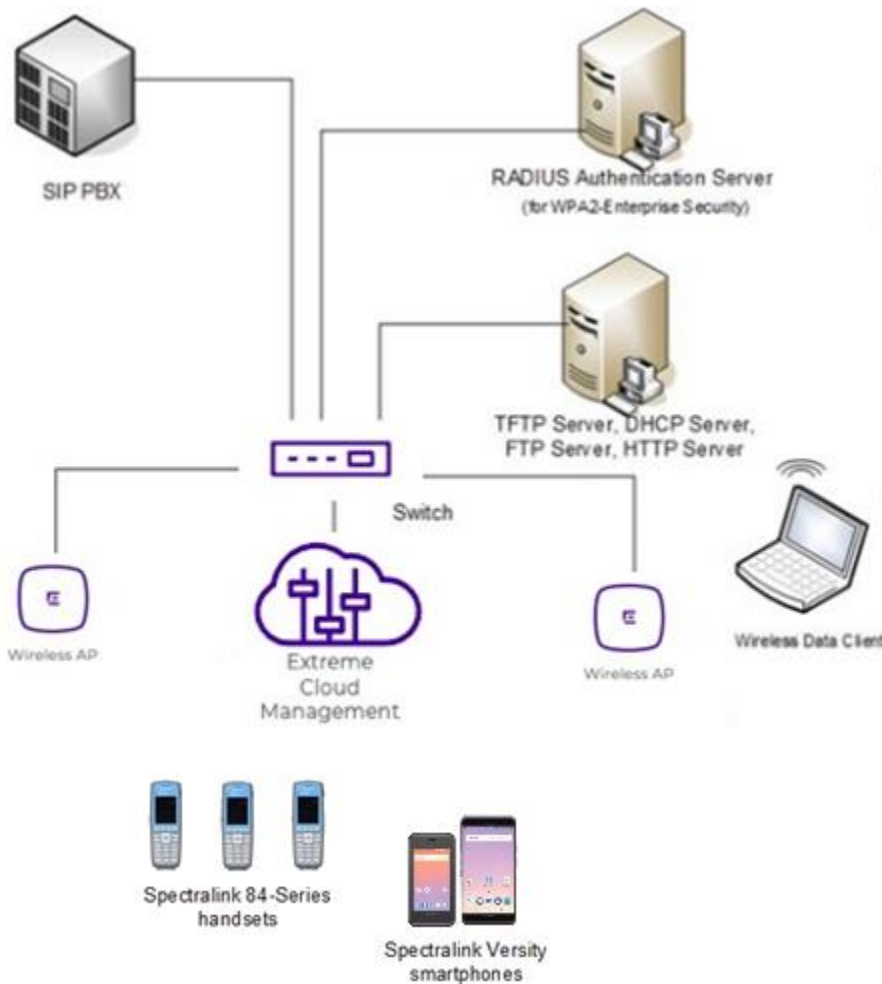 SIP PBX
RADIUS Authentication Server
(for WPA2-Enterprise Security)
TFTP Server, DHCP Server,
FTP Server, HTTP Server
Switch
Wireless AP
Extreme
Cloud
Management
Wireless AP
Wireless Data Client
Spectralink 84-Series
handsets
Spectralink Versity
smartphones